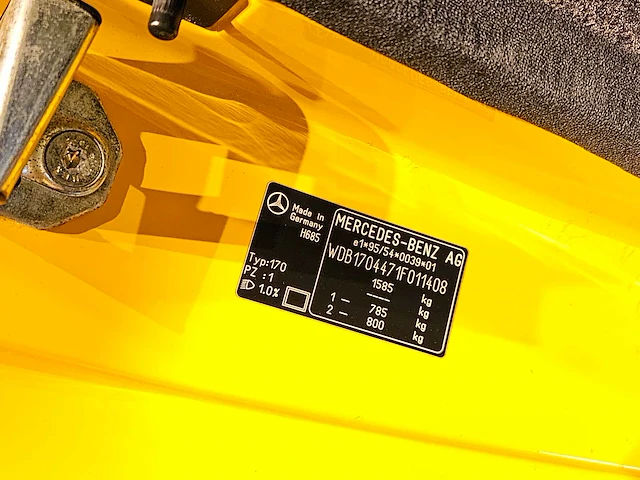 Made in
Germany
H685
Typ:170
PZ :1
1.0%
MERCEDES-BENZ AG
e1*95/54*0039*01
WDB1704471F011408
1585 kg
— kg
1 – 785 kg
2 – 800 kg